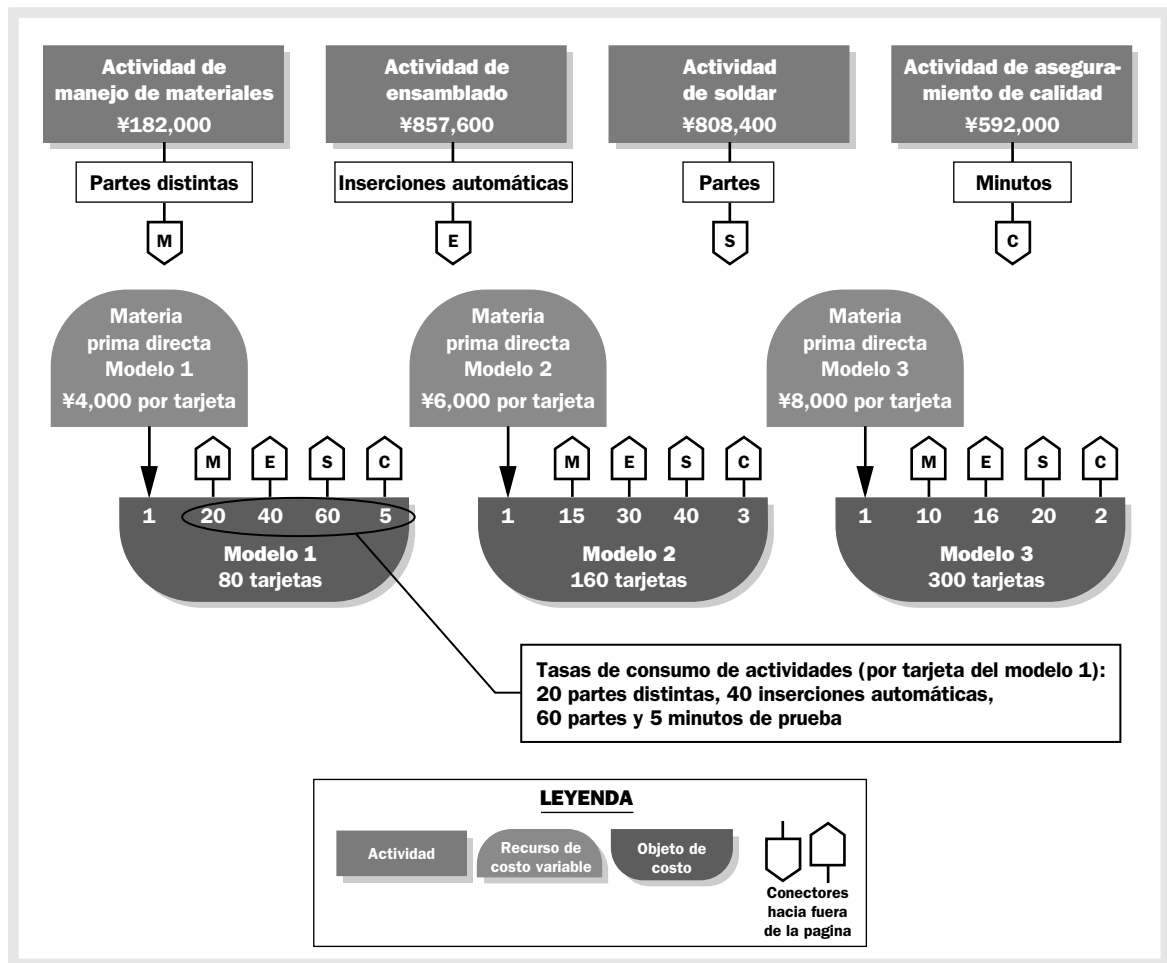 Actividad de
manejo de materiales
¥182,000
Actividad de
ensamblado
¥857,600
Actividad
de soldar
¥808,400
Actividad de asegura-
miento de calidad
¥592,000
Partes distintas
Inserciones automáticas
Partes
Minutos
M
E
S
C
Materia
prima directa
Modelo 1
¥4,000 por tarjeta
Materia
prima directa
Modelo 2
¥6,000 por tarjeta
Materia
prima directa
Modelo 3
¥8,000 por tarjeta
M E S C
1 20 40 60 5
Modelo 1
80 tarjetas
M E S C
1 15 30 40 3
Modelo 2
160 tarjetas
M E S C
1 10 16 20 2
Modelo 3
300 tarjetas
Tasas de consumo de actividades (por tarjeta del modelo 1):
20 partes distintas, 40 inserciones automáticas,
60 partes y 5 minutos de prueba
LEYENDA
Actividad
Recurso de
costo variable
Objeto de
costo
Conectores
hacia fuera
de la pagina